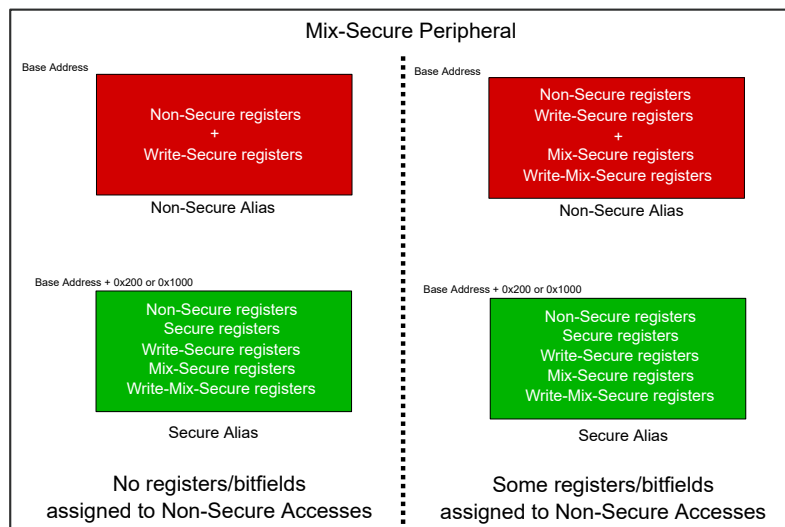 Mix-Secure Peripheral
Base Address
Non-Secure registers
+
Write-Secure registers
Non-Secure Alias
Base Address + 0x200 or 0x1000
Non-Secure registers
Secure registers
Write-Secure registers
Mix-Secure registers
Write-Mix-Secure registers
Secure Alias
No registers/bitfields
assigned to Non-Secure Accesses
Base Address
Non-Secure registers
Write-Secure registers
+
Mix-Secure registers
Write-Mix-Secure registers
Non-Secure Alias
Base Address + 0x200 or 0x1000
Non-Secure registers
Secure registers
Write-Secure registers
Mix-Secure registers
Write-Mix-Secure registers
Secure Alias
Some registers/bitfields
assigned to Non-Secure Accesses